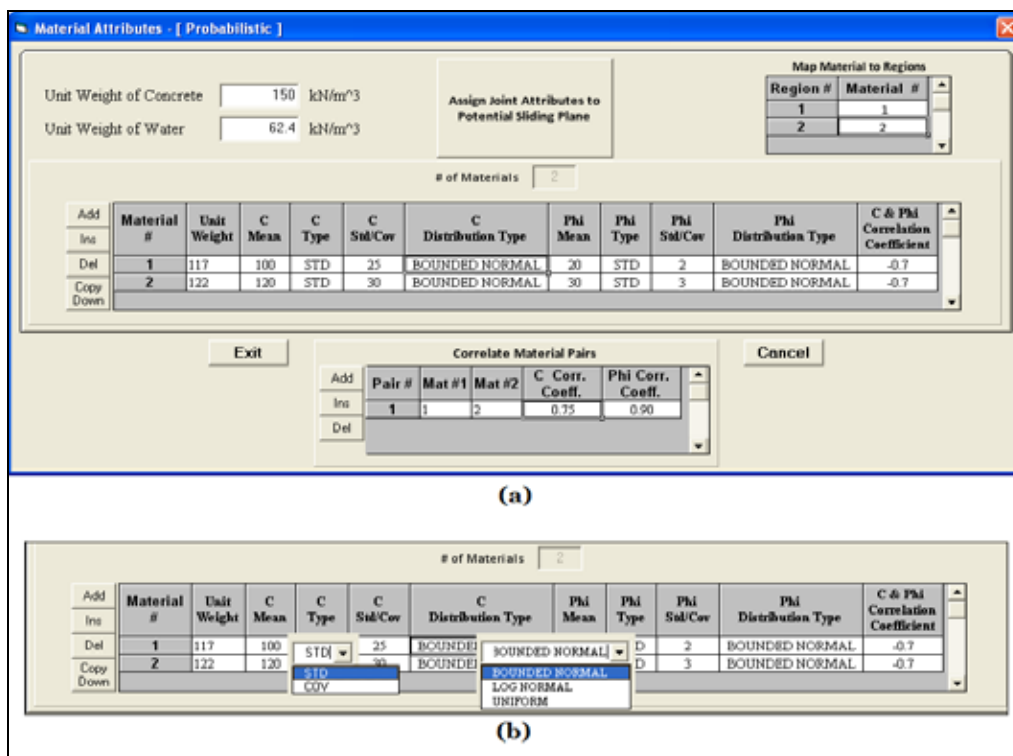 Material Attributes - [ Probabilistic ]
Map Material to Regions
Unit Weight of Concrete 150 kN/m^3
Unit Weight of Water 62.4 kN/m^3
Assign Joint Attributes to
Potential Sliding Plane
Region # Material #
1 1
2 2
# of Materials 2
Add
Ins
Del
Copy
Down
Material # Unit Weight C Mean C Type C Std/Cov C Distribution Type Phi Mean Phi Type Phi Std/Cov Phi Distribution Type C & Phi Correlation Coefficient
1 117 100 STD 25 BOUNDED NORMAL 20 STD 2 BOUNDED NORMAL -0.7
2 122 120 STD 30 BOUNDED NORMAL 30 STD 3 BOUNDED NORMAL -0.7
Exit
Correlate Material Pairs
Cancel
Add
Ins
Del
Pair # Mat #1 Mat #2 C Corr. Coeff. Phi Corr. Coeff.
1 1 2 0.75 0.90
(a)
# of Materials 2
Add
Ins
Del
Copy
Down
Material # Unit Weight C Mean C Type C Std/Cov C Distribution Type Phi Mean Phi Type Phi Std/Cov Phi Distribution Type C & Phi Correlation Coefficient
1 117 100 STD 25 BOUNDE BOUNDED NORMAL D 2 BOUNDED NORMAL -0.7
2 122 120 BOUNDE D 3 BOUNDED NORMAL -0.7
STD
COV
BOUNDED NORMAL
LOG NORMAL
UNIFORM
(b)